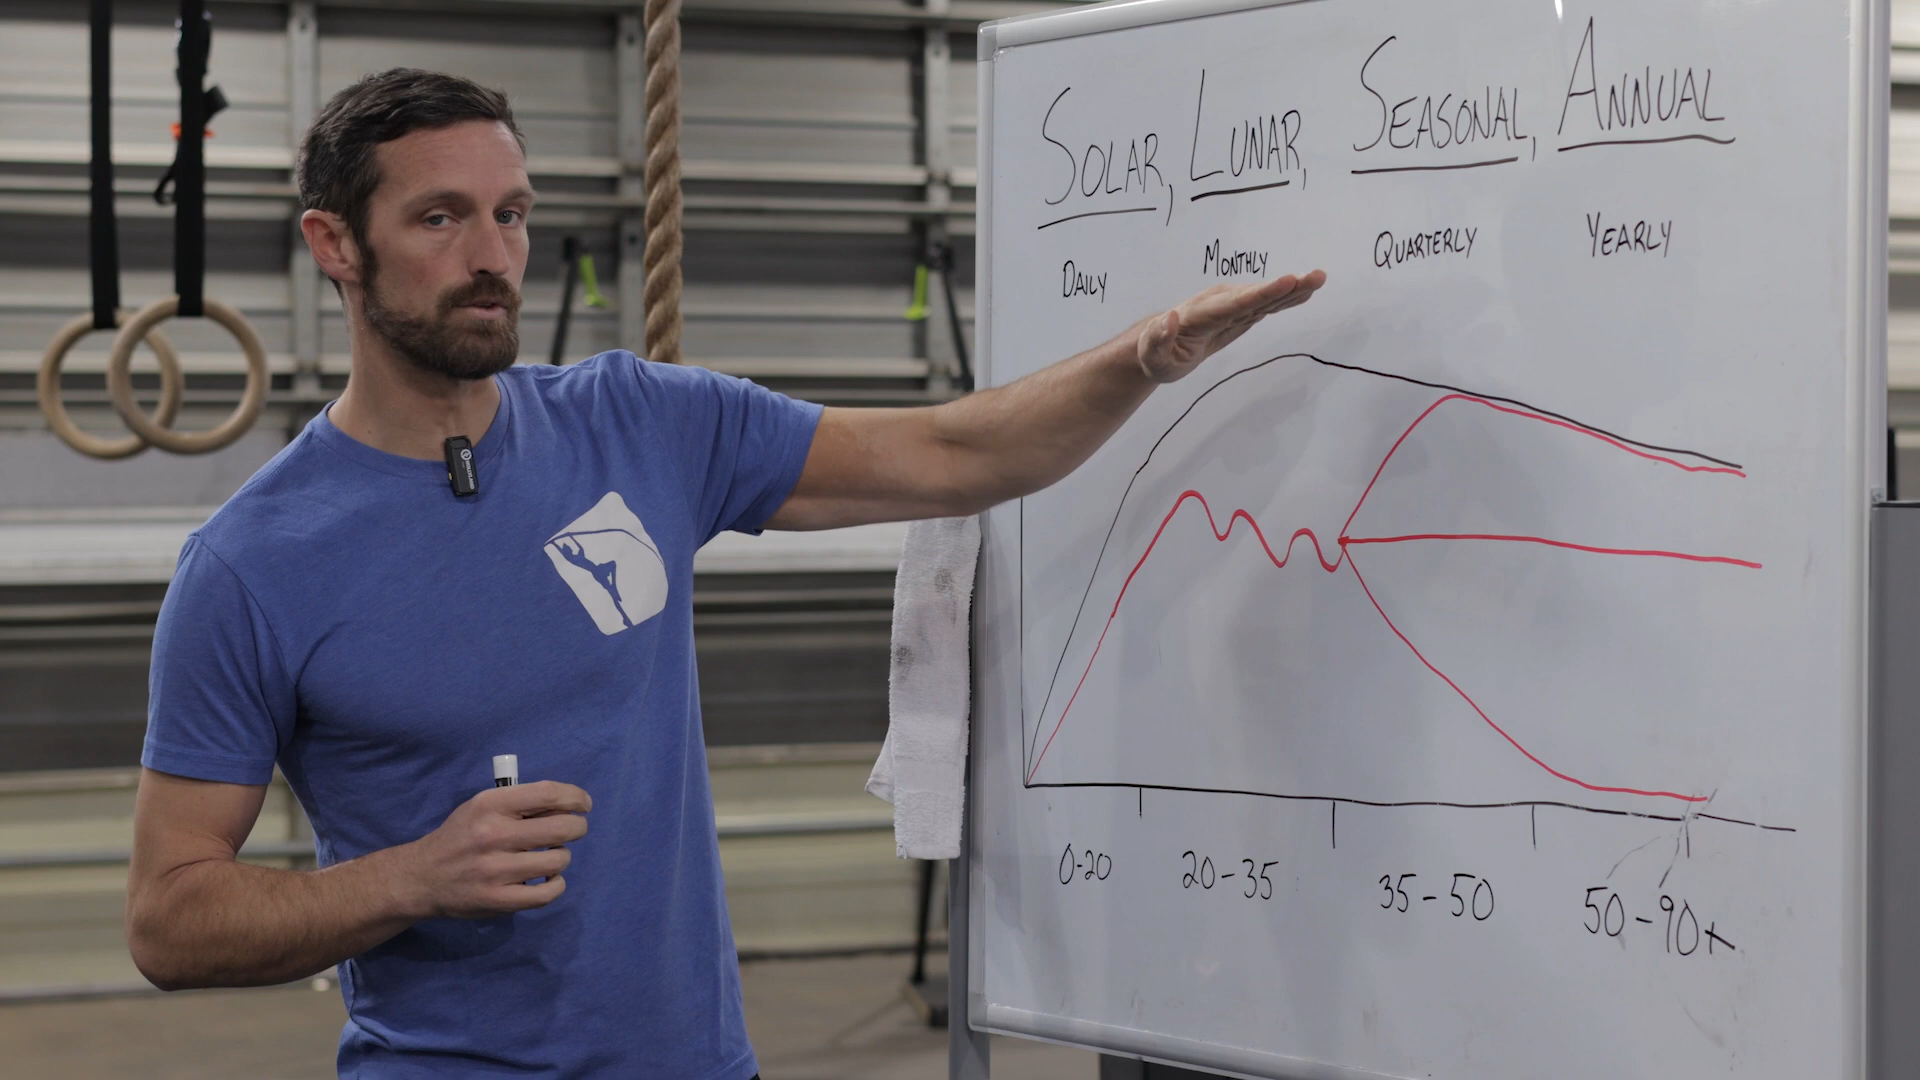 SOLAR, LUNAR, SEASONAL, ANNUAL
DAILY MONTHLY QUARTERLY YEARLY
0-20 20-35 35-50 50-90+